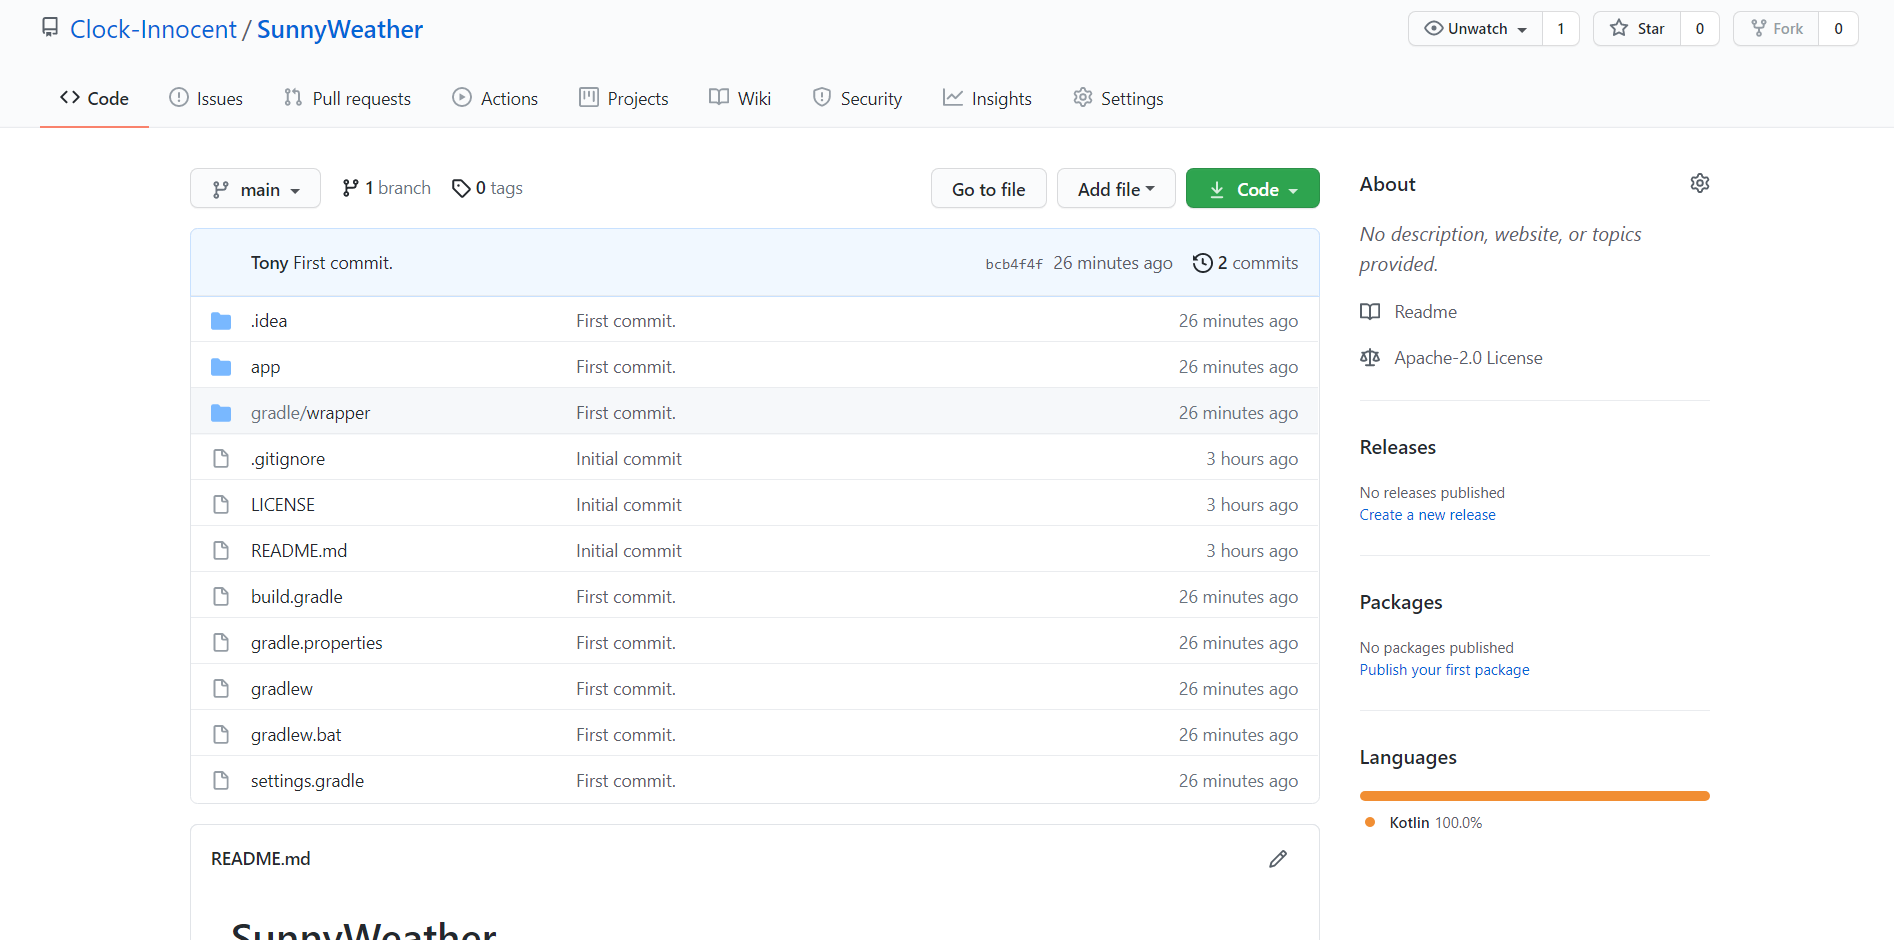 Clock-Innocent / SunnyWeather
Unwatch 1 Star 0 Fork 0
Code Issues Pull requests Actions Projects Wiki Security Insights Settings
main 1 branch 0 tags Go to file Add file Code
Tony First commit. bcb4f4f 26 minutes ago 2 commits
.idea First commit. 26 minutes ago
app First commit. 26 minutes ago
gradle/wrapper First commit. 26 minutes ago
.gitignore Initial commit 3 hours ago
LICENSE Initial commit 3 hours ago
README.md Initial commit 3 hours ago
build.gradle First commit. 26 minutes ago
gradle.properties First commit. 26 minutes ago
gradlew First commit. 26 minutes ago
gradlew.bat First commit. 26 minutes ago
settings.gradle First commit. 26 minutes ago
README.md
SunnyWeather
About
No description, website, or topics
provided.
Readme
Apache-2.0 License
Releases
No releases published
Create a new release
Packages
No packages published
Publish your first package
Languages
Kotlin 100.0%